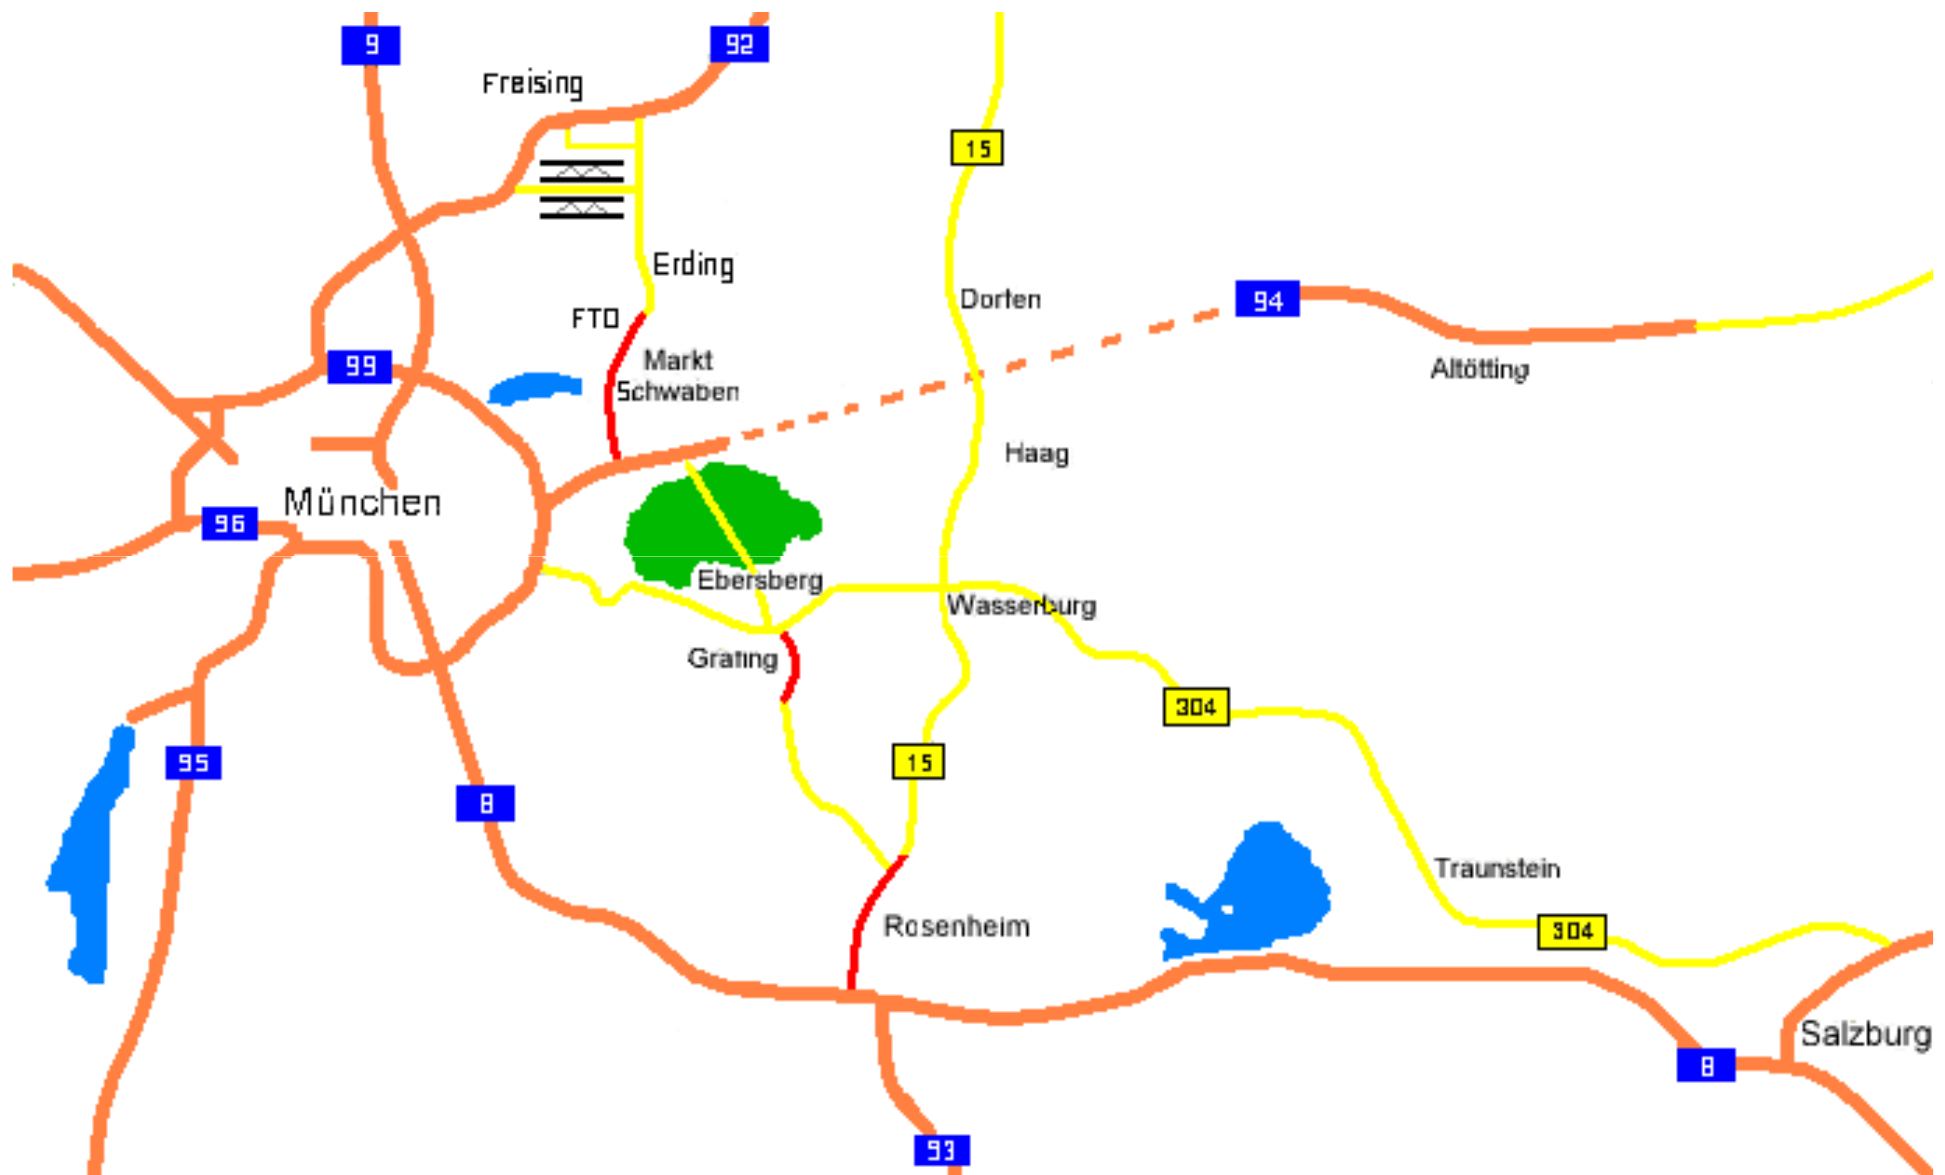 9
92
Freising
15
Erding
Dorfen
94
FTO
Markt
Schwaben
99
Altötting
Haag
München
96
Ebersberg
Wasserburg
Grafing
304
15
95
8
Traunstein
Rosenheim
304
Salzburg
8
93